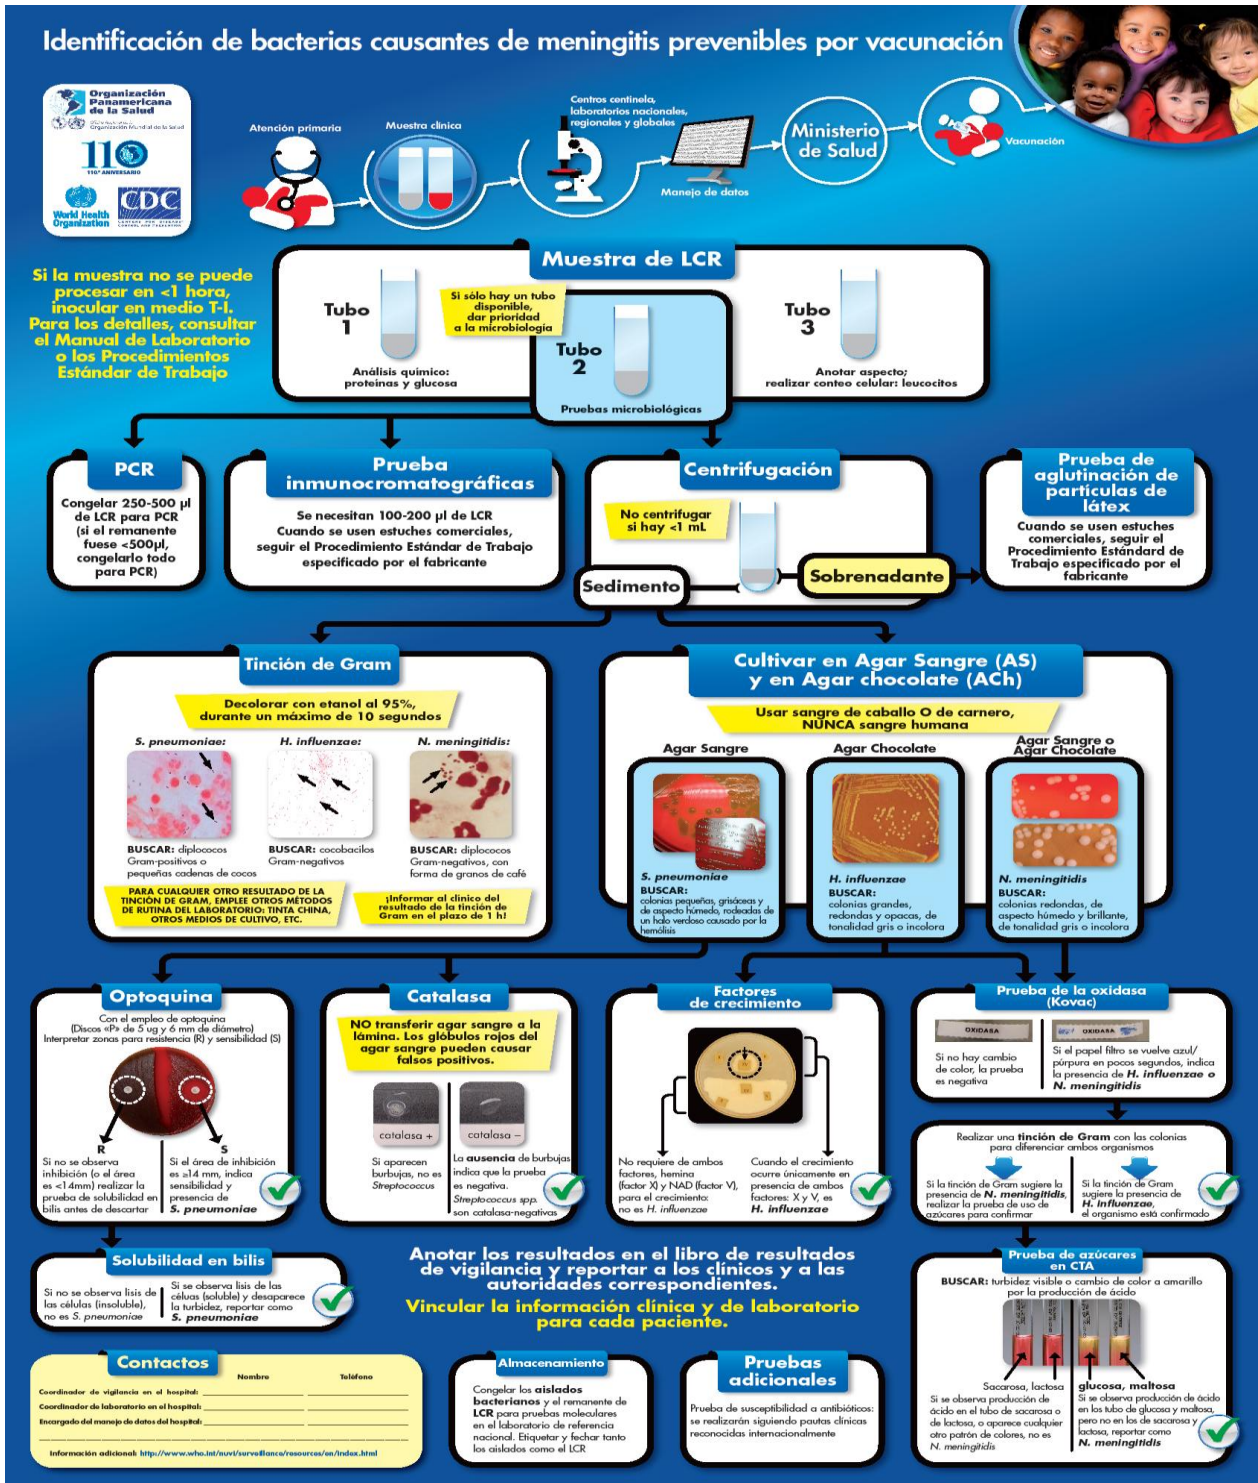 Identificación de bacterias causantes de meningitis prevenibles por vacunación
Organización
Panamericana
de la Salud
Organización Mundial de la Salud
110
110.º ANIVERSARIO
World Health
Organization
CDC
CENTERS FOR DISEASE
CONTROL AND PREVENTION
Atención primaria
Muestra clínica
Centros centinela,
laboratorios nacionales,
regionales y globales
Manejo de datos
Ministerio
de Salud
Vacunación
Si la muestra no se puede
procesar en <1 hora,
inocular en medio T-I.
Para los detalles, consultar
el Manual de Laboratorio
o los Procedimientos
Estándar de Trabajo
Muestra de LCR
Tubo
1
Análisis químico:
proteínas y glucosa
Si sólo hay un tubo
disponible,
dar prioridad
a la microbiología
Tubo
2
Pruebas microbiológicas
Tubo
3
Anotar aspecto;
realizar conteo celular: leucocitos
PCR
Congelar 250-500 µl
de LCR para PCR
(si el remanente
fuese <500µl,
congelarlo todo
para PCR)
Prueba
inmunocromatográficas
Se necesitan 100-200 µl de LCR
Cuando se usen estuches comerciales,
seguir el Procedimiento Estándar de Trabajo
especificado por el fabricante
Centrifugación
No centrifugar
si hay <1 mL
Sedimento
Sobrenadante
Prueba de
aglutinación de
partículas de
látex
Cuando se usen estuches
comerciales, seguir el
Procedimiento Estándard de
Trabajo especificado por el
fabricante
Tinción de Gram
Decolorar con etanol al 95%,
durante un máximo de 10 segundos
S. pneumoniae:
BUSCAR: diplococos
Gram-positivos o
pequeñas cadenas de cocos
H. influenzae:
BUSCAR: cocobacilos
Gram-negativos
N. meningitidis:
BUSCAR: diplococos
Gram-negativos, con
forma de granos de café
PARA CUALQUIER OTRO RESULTADO DE LA
TINCIÓN DE GRAM, EMPLEE OTROS MÉTODOS
DE RUTINA DEL LABORATORIO: TINTA CHINA,
OTROS MEDIOS DE CULTIVO, ETC.
¡Informar al clínico del
resultado de la tinción de
Gram en el plazo de 1 h!
Cultivar en Agar Sangre (AS)
y en Agar chocolate (ACh)
Usar sangre de caballo O de carnero,
NUNCA sangre humana
Agar Sangre
S. pneumoniae
BUSCAR:
colonias pequeñas, grisáceas y
de aspecto húmedo, rodeadas de
un halo verdoso causado por la
hemólisis
Agar Chocolate
H. influenzae
BUSCAR:
colonias grandes,
redondas y opacas, de
tonalidad gris o incolora
Agar Sangre o
Agar Chocolate
N. meningitidis
BUSCAR:
colonias redondas, de
aspecto húmedo y brillante,
de tonalidad gris o incolora
Optoquina
Con el empleo de optoquina
(Discos «P» de 5 ug y 6 mm de diámetro)
Interpretar zonas para resistencia (R) y sensibilidad (S)
R
Si no se observa
inhibición (o el área
es <14mm) realizar la
prueba de solubilidad en
bilis antes de descartar
S
Si el área de inhibición
es ≥14 mm, indica
sensibilidad y
presencia de
S. pneumoniae
Catalasa
NO transferir agar sangre a la
lámina. Los glóbulos rojos del
agar sangre pueden causar
falsos positivos.
catalasa +
Si aparecen
burbujas, no es
Streptococcus
catalasa –
La ausencia de burbujas
indica que la prueba
es negativa.
Streptococcus spp.
son catalasa-negativas
Factores
de crecimiento
No requiere de ambos
factores, hemina
(factor X) y NAD (factor V),
para el crecimiento:
no es H. influenzae
Cuando el crecimiento
ocurre únicamente en
presencia de ambos
factores: X y V, es
H. influenzae
Prueba de la oxidasa
(Kovac)
OXIDASA
Si no hay cambio
de color, la prueba
es negativa
OXIDASA
Si el papel filtro se vuelve azul/
púrpura en pocos segundos, indica
la presencia de H. influenzae o
N. meningitidis
Realizar una tinción de Gram con las colonias
para diferenciar ambos organismos
Si la tinción de Gram sugiere la
presencia de N. meningitidis,
realizar la prueba de uso de
azúcares para confirmar
Si la tinción de Gram
sugiere la presencia de
H. influenzae,
el organismo está confirmado
Solubilidad en bilis
Si no se observa lisis de
las células (insoluble),
no es S. pneumoniae
Si se observa lisis de las
céluas (soluble) y desaparece
la turbidez, reportar como
S. pneumoniae
Anotar los resultados en el libro de resultados
de vigilancia y reportar a los clínicos y a las
autoridades correspondientes.
Vincular la información clínica y de laboratorio
para cada paciente.
Prueba de azúcares
en CTA
BUSCAR: turbidez visible o cambio de color a amarillo
por la producción de ácido
Sacarosa, lactosa
Si se observa producción de
ácido en el tubo de sacarosa o
de lactosa, o aparece cualquier
otro patrón de colores, no es
N. meningitidis
glucosa, maltosa
Si se observa producción de ácido
en los tubo de glucosa y maltosa,
pero no en los de sacarosa y
lactosa, reportar como
N. meningitidis
Contactos
Nombre Teléfono
Coordinador de vigilancia en el hospital:
Coordinador de laboratorio en el hospital:
Encargado del manejo de datos del hospital:
Información adicional: http://www.who.int/nuvi/surveillance/resources/en/index.html
Almacenamiento
Congelar los aislados
bacterianos y el remanente de
LCR para pruebas moleculares
en el laboratorio de referencia
nacional. Etiquetar y fechar tanto
los aislados como el LCR
Pruebas
adicionales
Prueba de susceptibilidad a antibióticos:
se realizarán siguiendo pautas clínicas
reconocidas internacionalmente